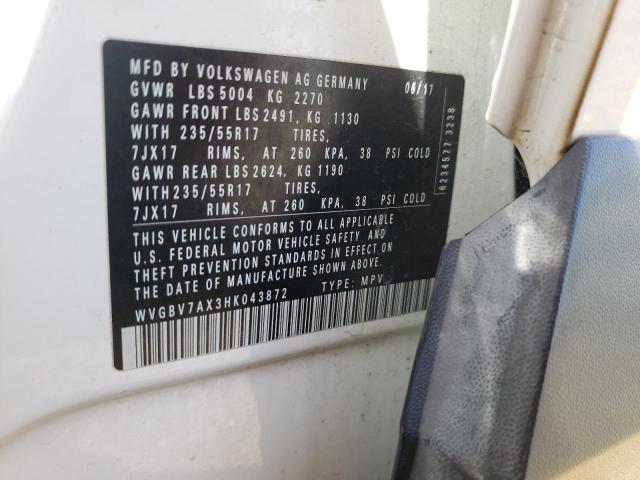 MFD BY VOLKSWAGEN AG GERMANY 06/17
GVWR LBS 5004 KG 2270
GAWR FRONT LBS 2491, KG 1130
WITH 235/55R17 TIRES,
7JX17 RIMS, AT 260 KPA, 38 PSI COLD
GAWR REAR LBS 2624, KG 1190
WITH 235/55R17 TIRES,
7JX17 RIMS, AT 260 KPA, 38 PSI COLD
THIS VEHICLE CONFORMS TO ALL APPLICABLE
U.S. FEDERAL MOTOR VEHICLE SAFETY AND
THEFT PREVENTION STANDARDS IN EFFECT ON
THE DATE OF MANUFACTURE SHOWN ABOVE.
WVGBV7AX3HK043872 TYPE: MPV
6234577 3238